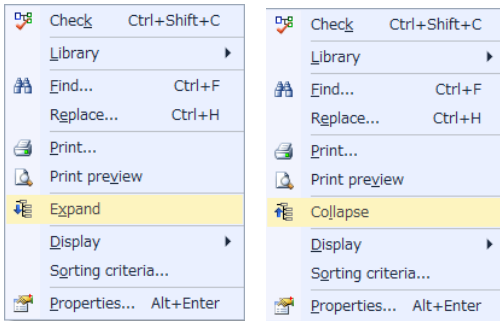 Check Ctrl+Shift+C
Library
Find... Ctrl+F
Replace... Ctrl+H
Print...
Print preview
Expand
Display
Sorting criteria...
Properties... Alt+Enter
Check Ctrl+Shift+C
Library
Find... Ctrl+F
Replace... Ctrl+H
Print...
Print preview
Collapse
Display
Sorting criteria...
Properties... Alt+Enter